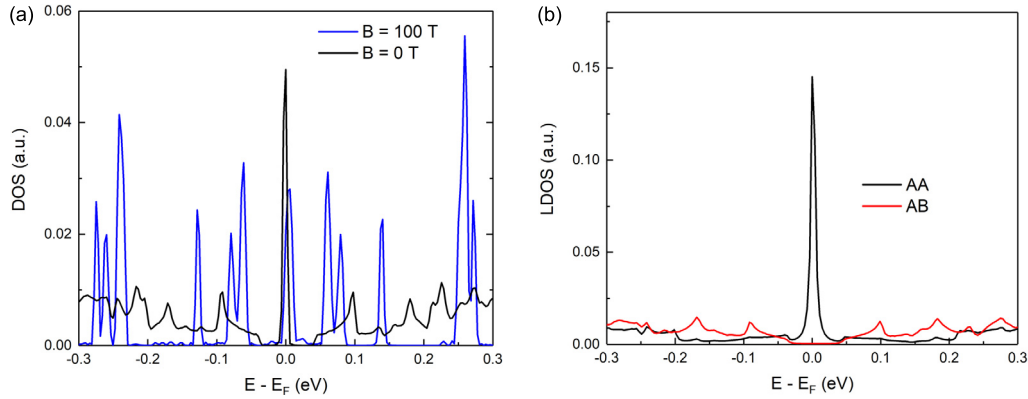 (a)
0.06
0.04
0.02
0.00
DOS (a.u.)
B = 100 T
B = 0 T
-0.3 -0.2 -0.1 0.0 0.1 0.2 0.3
E - E_F (eV)
(b)
0.15
0.10
0.05
0.00
LDOS (a.u.)
AA
AB
-0.3 -0.2 -0.1 0.0 0.1 0.2 0.3
E - E_F (eV)